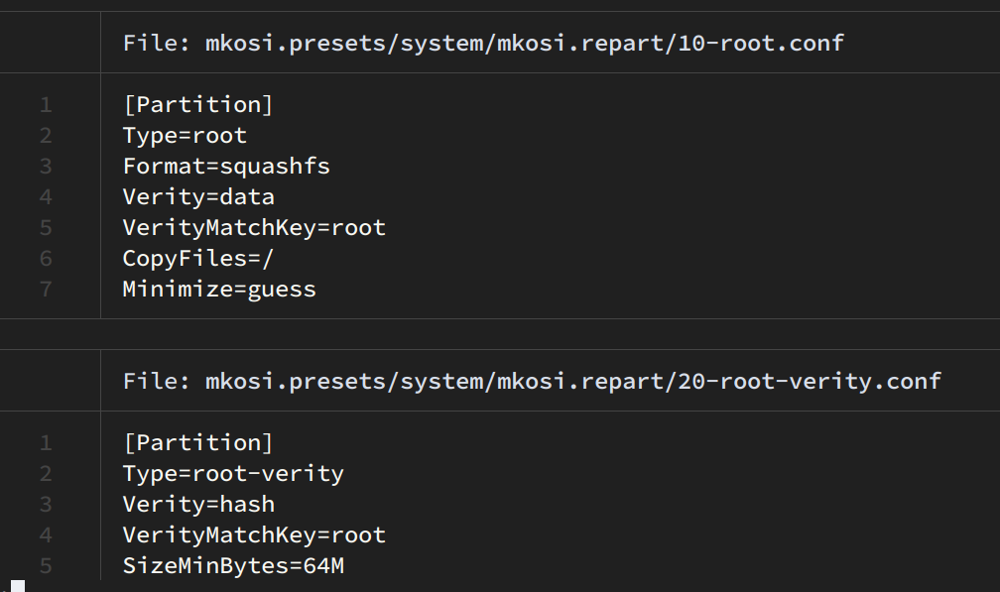 File: mkosi.presets/system/mkosi.repart/10-root.conf
1 [Partition]
2 Type=root
3 Format=squashfs
4 Verity=data
5 VerityMatchKey=root
6 CopyFiles=/
7 Minimize=guess
File: mkosi.presets/system/mkosi.repart/20-root-verity.conf
1 [Partition]
2 Type=root-verity
3 Verity=hash
4 VerityMatchKey=root
5 SizeMinBytes=64M